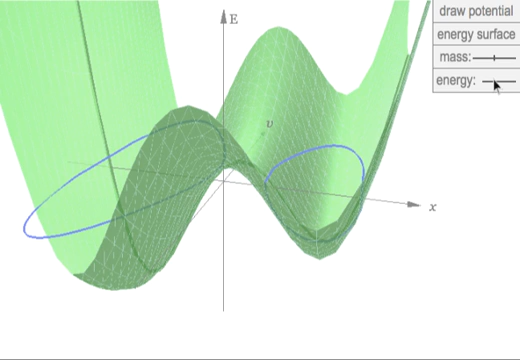 E
draw potential
energy surface
mass:
energy:
v
x